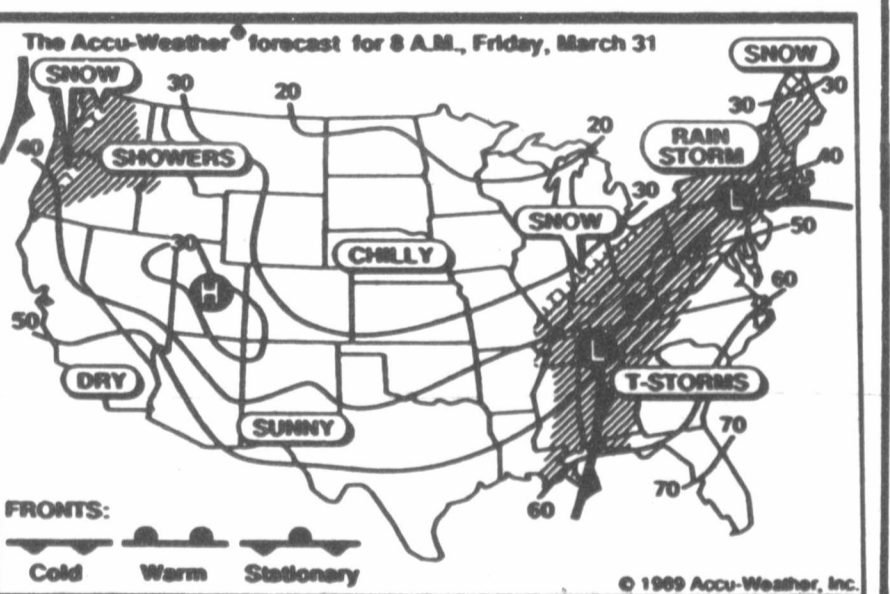 The Accu-Weather® forecast for 8 A.M., Friday, March 31
SNOW
SNOW
30
20
30
30
40
SHOWERS
20
RAIN
STORM
40
30
SNOW
50
30
CHILLY
H
L
60
50
L
DRY
T-STORMS
SUNNY
70
70
60
FRONTS:
Cold
Warm
Stationary
© 1989 Accu-Weather, Inc.